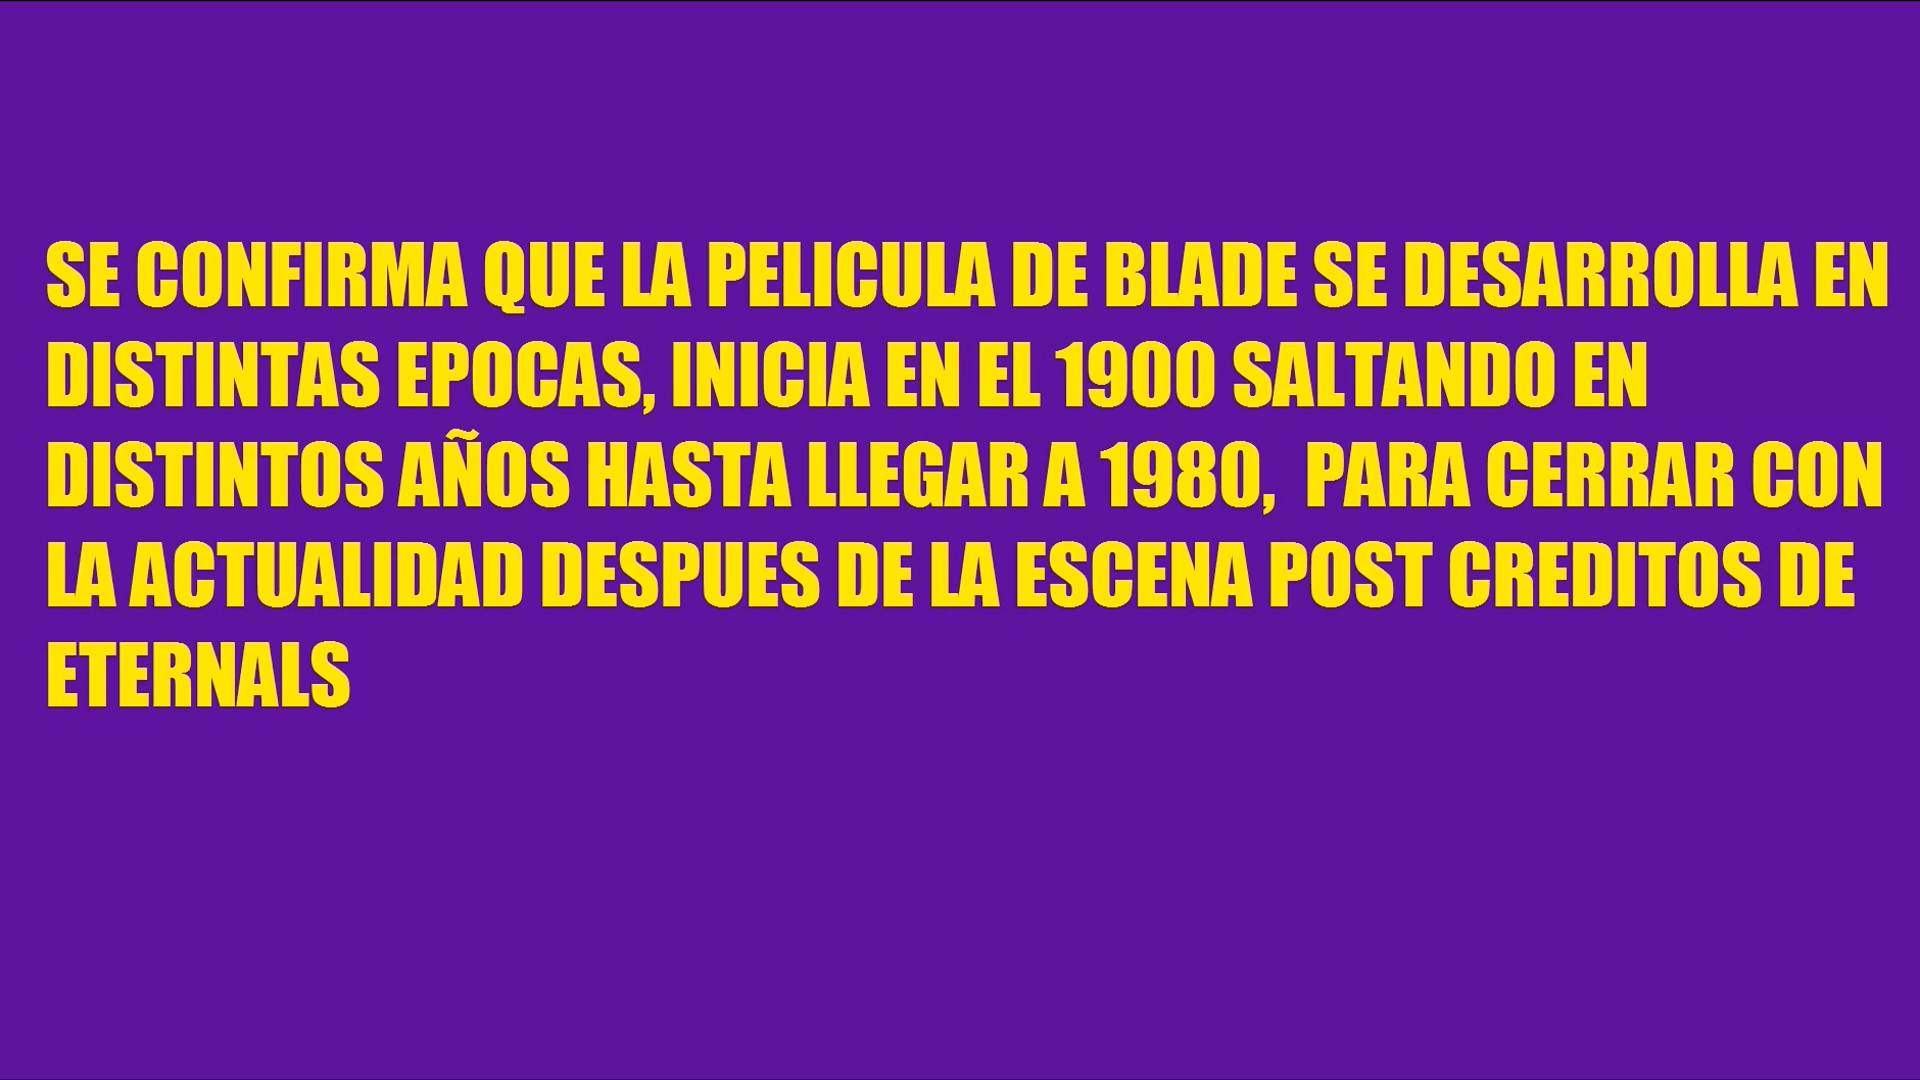 SE CONFIRMA QUE LA PELICULA DE BLADE SE DESARROLLA EN
DISTINTAS EPOCAS, INICIA EN EL 1900 SALTANDO EN
DISTINTOS AÑOS HASTA LLEGAR A 1980,  PARA CERRAR CON
LA ACTUALIDAD DESPUES DE LA ESCENA POST CREDITOS DE
ETERNALS